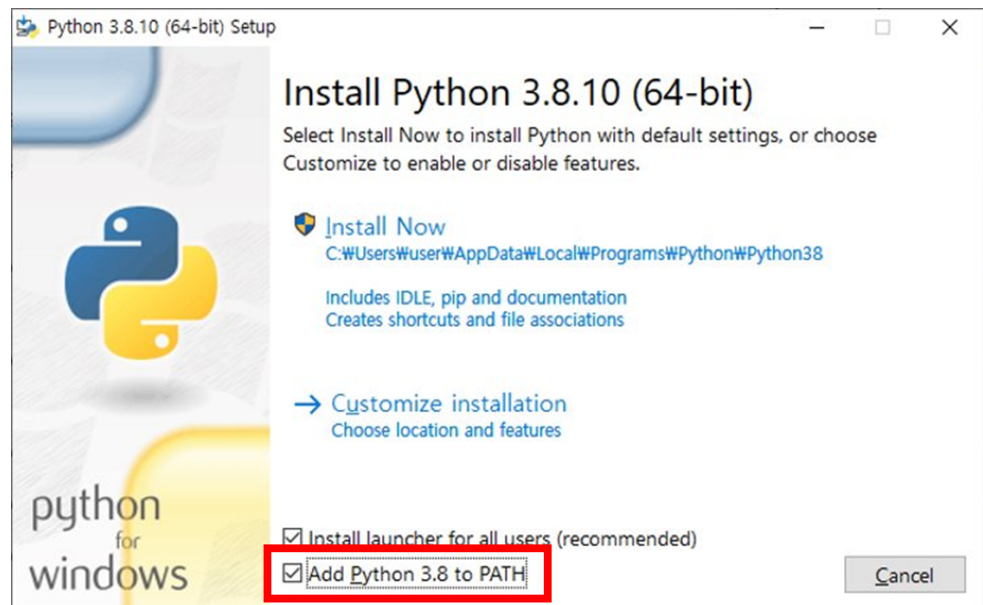 Python 3.8.10 (64-bit) Setup
Install Python 3.8.10 (64-bit)
Select Install Now to install Python with default settings, or choose
Customize to enable or disable features.
Install Now
C:₩Users₩user₩AppData₩Local₩Programs₩Python₩Python38
Includes IDLE, pip and documentation
Creates shortcuts and file associations
Customize installation
Choose location and features
python
for
windows
Install launcher for all users (recommended)
Add Python 3.8 to PATH
Cancel